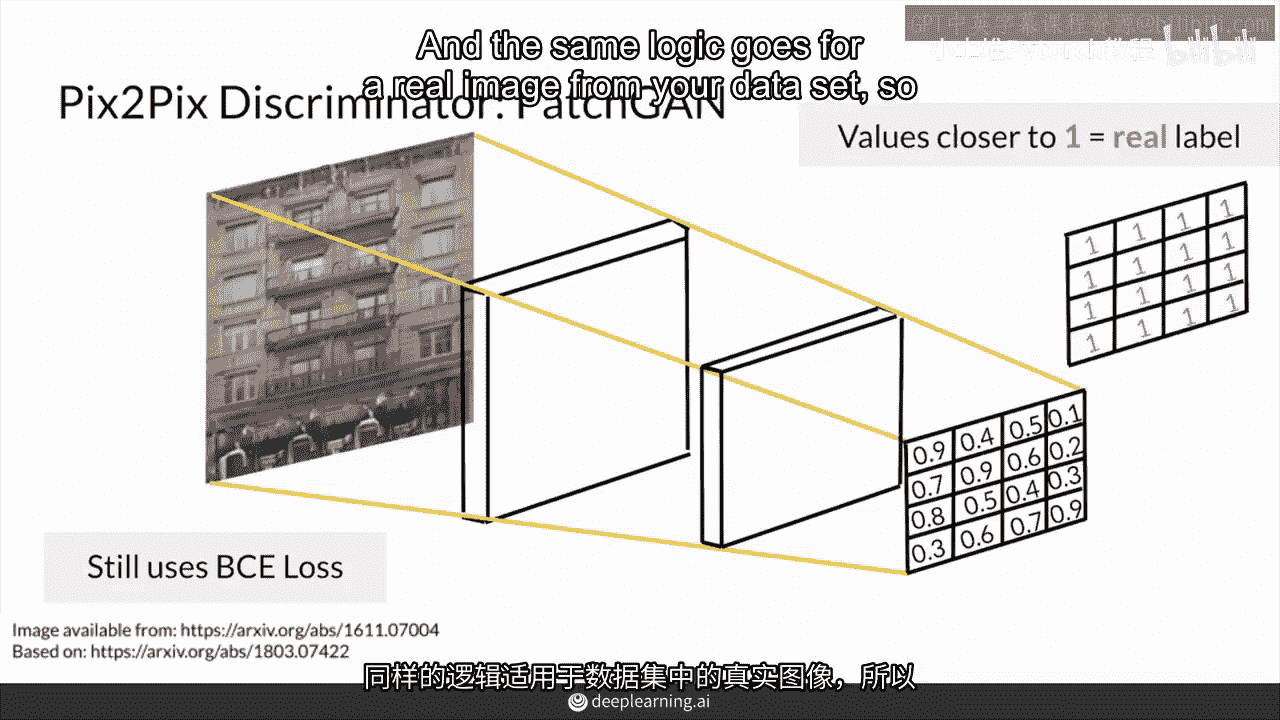 And the same logic goes for
a real image from your data set, so
Pix2Pix Discriminator: PatchGAN
Values closer to 1 = real label
1 1 1 1
1 1 1 1
1 1 1 1
1 1 1 1
0.9 0.4 0.5 0.1
0.7 0.9 0.6 0.2
0.8 0.5 0.4 0.3
0.3 0.6 0.7 0.9
Still uses BCE Loss
Image available from: https://arxiv.org/abs/1611.07004
Based on: https://arxiv.org/abs/1803.07422
同样的逻辑适用于数据集中的真实图像，所以
deeplearning.ai